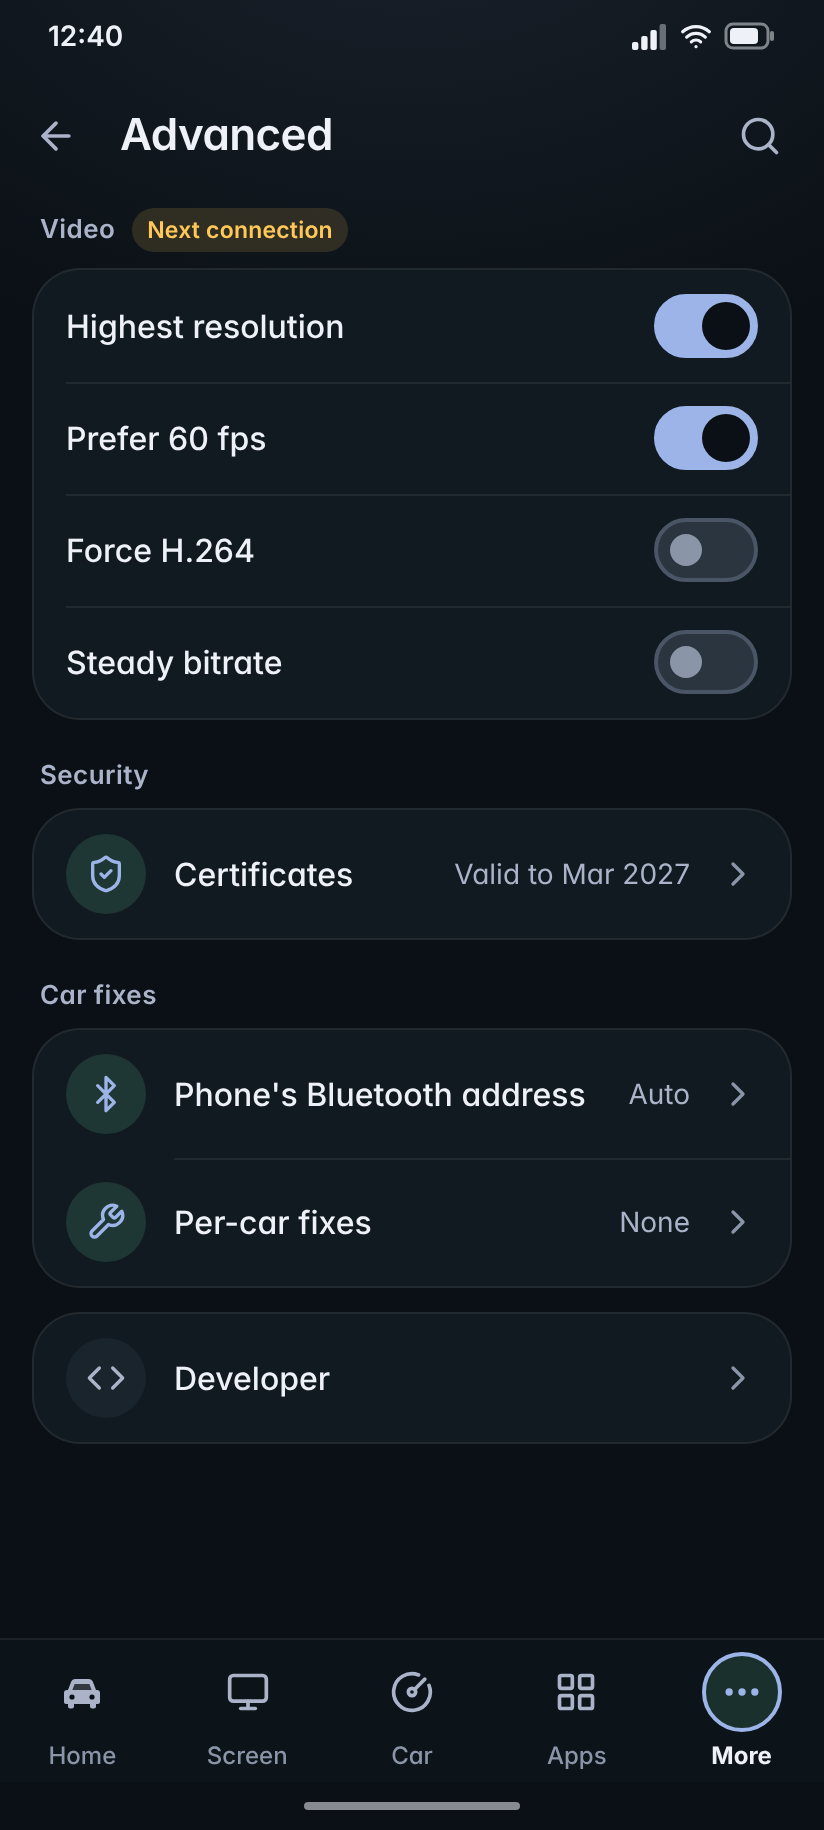 12:40
Advanced
Video Next connection
Highest resolution
Prefer 60 fps
Force H.264
Steady bitrate
Security
Certificates Valid to Mar 2027
Car fixes
Phone's Bluetooth address Auto
Per-car fixes None
Developer
Home Screen Car Apps More